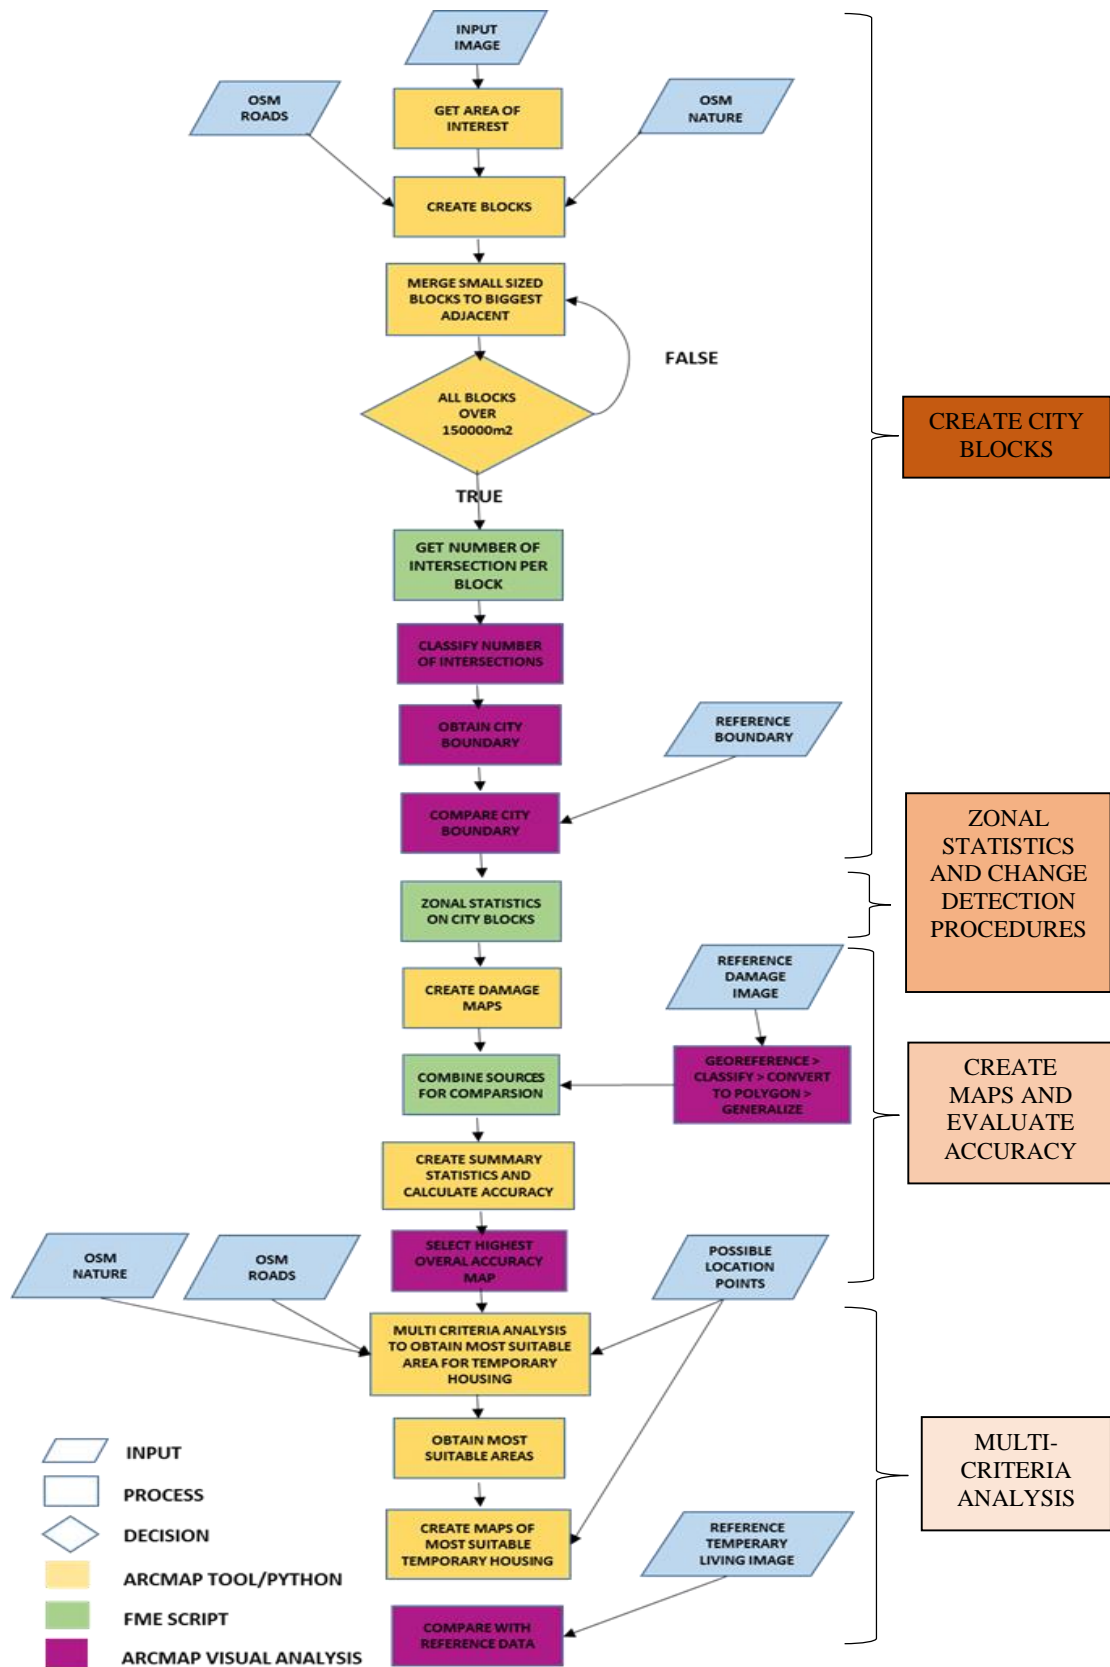 INPUT
IMAGE
OSM
ROADS
GET AREA OF
INTEREST
OSM
NATURE
CREATE BLOCKS
MERGE SMALL SIZED
BLOCKS TO BIGGEST
ADJACENT
FALSE
ALL BLOCKS
OVER
150000m2
CREATE CITY
BLOCKS
TRUE
GET NUMBER OF
INTERSECTION PER
BLOCK
CLASSIFY NUMBER
OF INTERSECTIONS
OBTAIN CITY
BOUNDARY
REFERENCE
BOUNDARY
COMPARE CITY
BOUNDARY
ZONAL
STATISTICS
AND CHANGE
DETECTION
PROCEDURES
ZONAL STATISTICS
ON CITY BLOCKS
CREATE DAMAGE
MAPS
REFERENCE
DAMAGE
IMAGE
COMBINE SOURCES
FOR COMPARSION
GEOREFERENCE >
CLASSIFY > CONVERT
TO POLYGON >
GENERALIZE
CREATE
MAPS AND
EVALUATE
ACCURACY
CREATE SUMMARY
STATISTICS AND
CALCULATE ACCURACY
SELECT HIGHEST
OVERAL ACCURACY
MAP
OSM
NATURE
OSM
ROADS
POSSIBLE
LOCATION
POINTS
MULTI CRITERIA ANALYSIS
TO OBTAIN MOST SUITABLE
AREA FOR TEMPORARY
HOUSING
OBTAIN MOST
SUITABLE AREAS
MULTI-
CRITERIA
ANALYSIS
CREATE MAPS OF
MOST SUITABLE
TEMPORARY HOUSING
REFERENCE
TEMPERARY
LIVING IMAGE
COMPARE WITH
REFERENCE DATA
INPUT
PROCESS
DECISION
ARCMAP TOOL/PYTHON
FME SCRIPT
ARCMAP VISUAL ANALYSIS